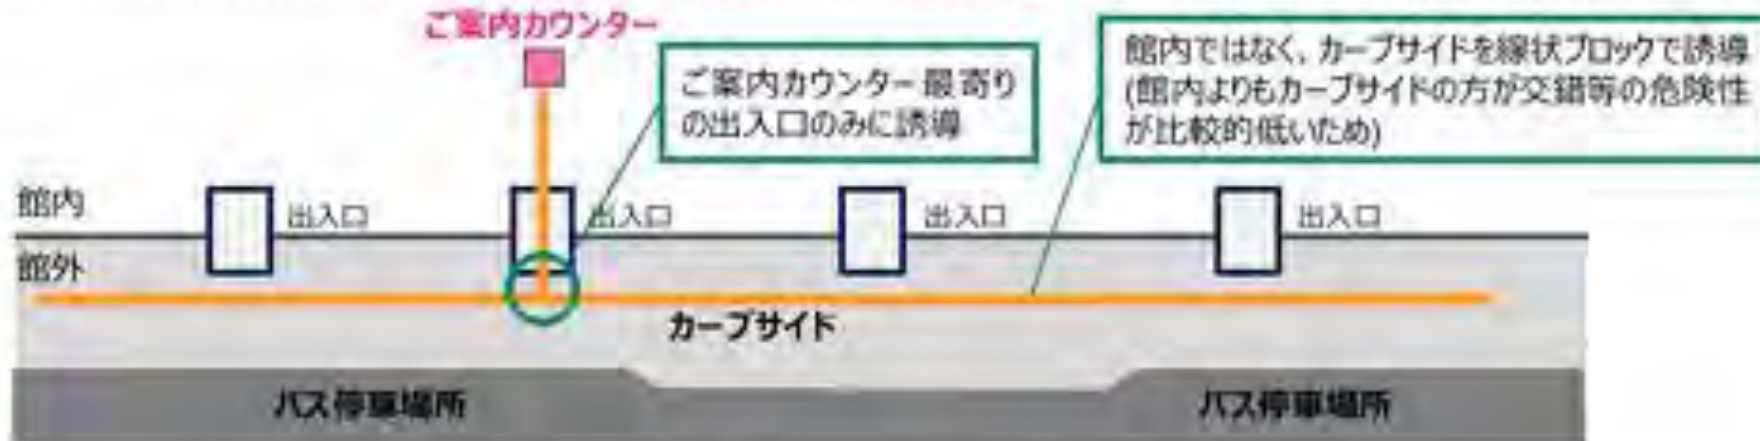 ご案内カウンター
ご案内カウンター最寄り
の出入口のみに誘導
館内ではなく、カーブサイドを線状ブロックで誘導
(館内よりもカーブサイドの方が交錯等の危険性
が比較的低いため)
館内
出入口
出入口
出入口
出入口
館外
カーブサイド
バス停車場所
バス停車場所